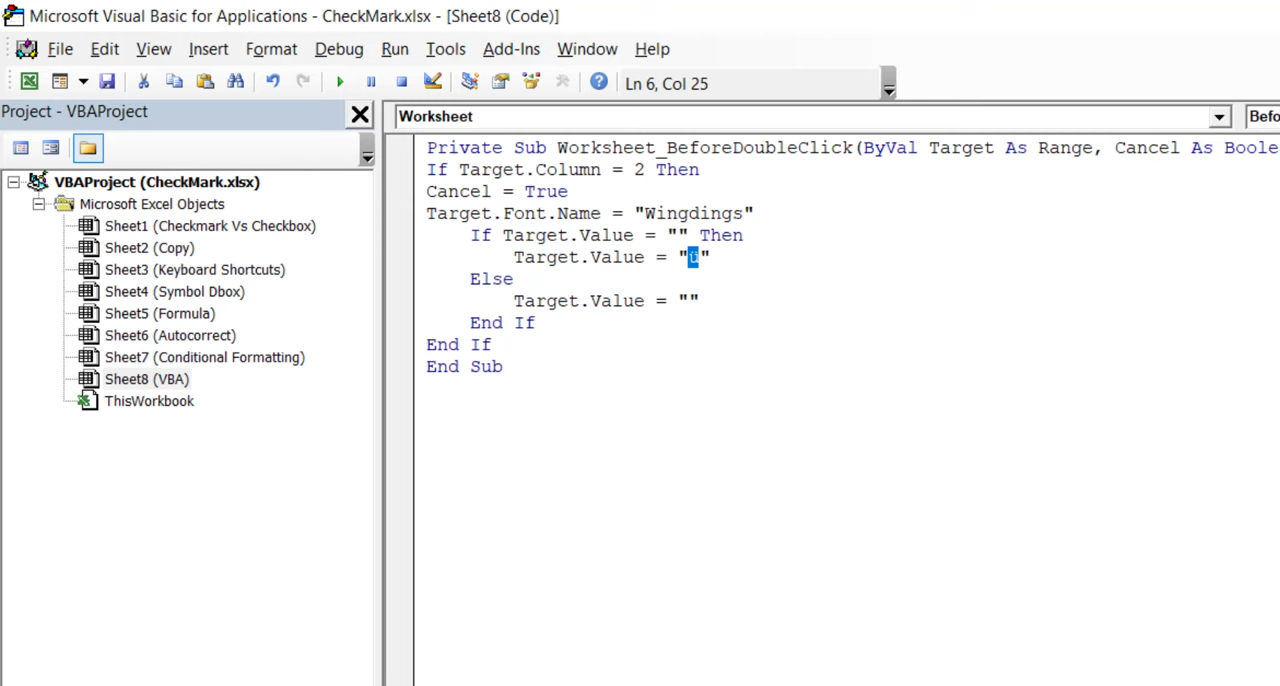 Microsoft Visual Basic for Applications - CheckMark.xlsx - [Sheet8 (Code)]
File Edit View Insert Format Debug Run Tools Add-Ins Window Help
Ln 6, Col 25
Project - VBAProject
VBAProject (CheckMark.xlsx)
Microsoft Excel Objects
Sheet1 (Checkmark Vs Checkbox)
Sheet2 (Copy)
Sheet3 (Keyboard Shortcuts)
Sheet4 (Symbol Dbox)
Sheet5 (Formula)
Sheet6 (Autocorrect)
Sheet7 (Conditional Formatting)
Sheet8 (VBA)
ThisWorkbook
Worksheet Befo
Private Sub Worksheet_BeforeDoubleClick(ByVal Target As Range, Cancel As Boole
If Target.Column = 2 Then
Cancel = True
Target.Font.Name = "Wingdings"
If Target.Value = "" Then
Target.Value = "ü"
Else
Target.Value = ""
End If
End If
End Sub